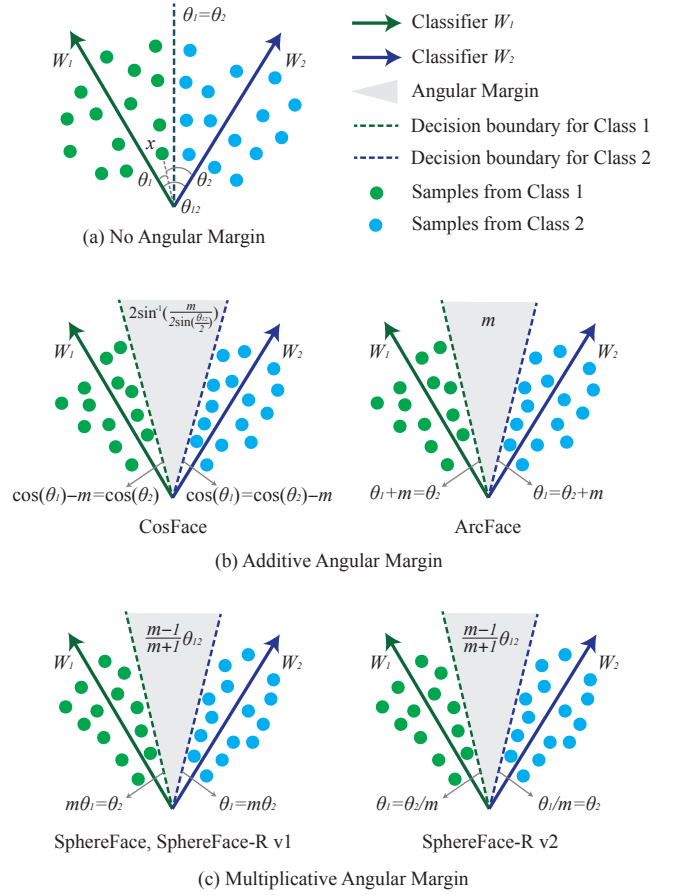 θ₁=θ₂
W₁
W₂
x
θ₁
θ₂
θ₁₂
(a) No Angular Margin
Classifier W₁
Classifier W₂
Angular Margin
Decision boundary for Class 1
Decision boundary for Class 2
Samples from Class 1
Samples from Class 2
2sin⁻¹(m/(2sin(θ₁₂/2)))
W₁
W₂
cos(θ₁)−m=cos(θ₂)
cos(θ₁)=cos(θ₂)−m
CosFace
m
W₁
W₂
θ₁+m=θ₂
θ₁=θ₂+m
ArcFace
(b) Additive Angular Margin
(m−1)/(m+1)θ₁₂
W₁
W₂
mθ₁=θ₂
θ₁=mθ₂
SphereFace, SphereFace-R v1
(m−1)/(m+1)θ₁₂
W₁
W₂
θ₁=θ₂/m
θ₁/m=θ₂
SphereFace-R v2
(c) Multiplicative Angular Margin